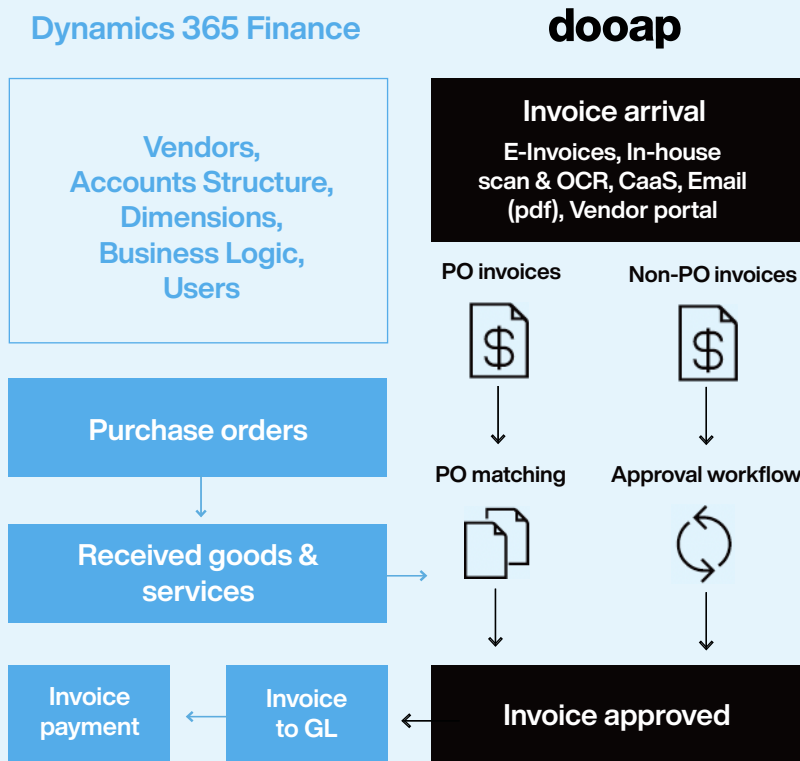 Dynamics 365 Finance
dooap
Vendors,
Accounts Structure,
Dimensions,
Business Logic,
Users
Invoice arrival
E-Invoices, In-house
scan & OCR, CaaS, Email
(pdf), Vendor portal
PO invoices
Non-PO invoices
$
$
Purchase orders
PO matching
Approval workflow
Received goods &
services
Invoice
payment
Invoice
to GL
Invoice approved